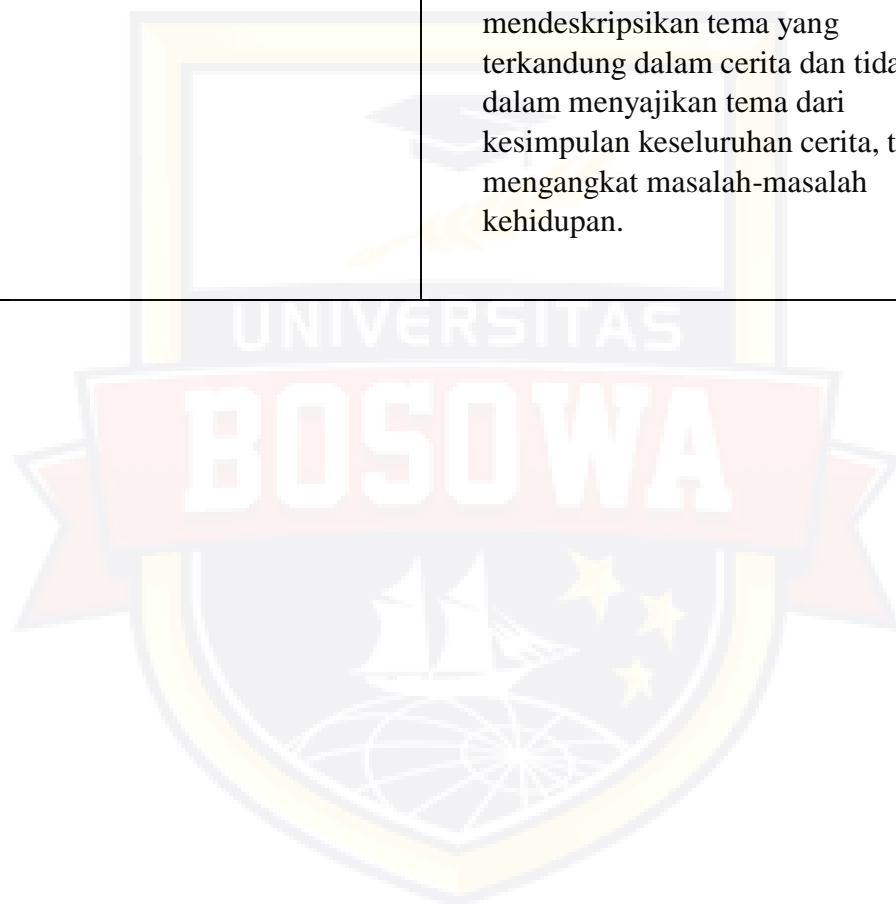 mendeskripsikan tema yang
terkandung dalam cerita dan
dalam menyajikan tema dari
kesimpulan keseluruhan cerita,
mengangkat masalah-masalah
kehidupan.
UNIVERSITAS
BOSOWA